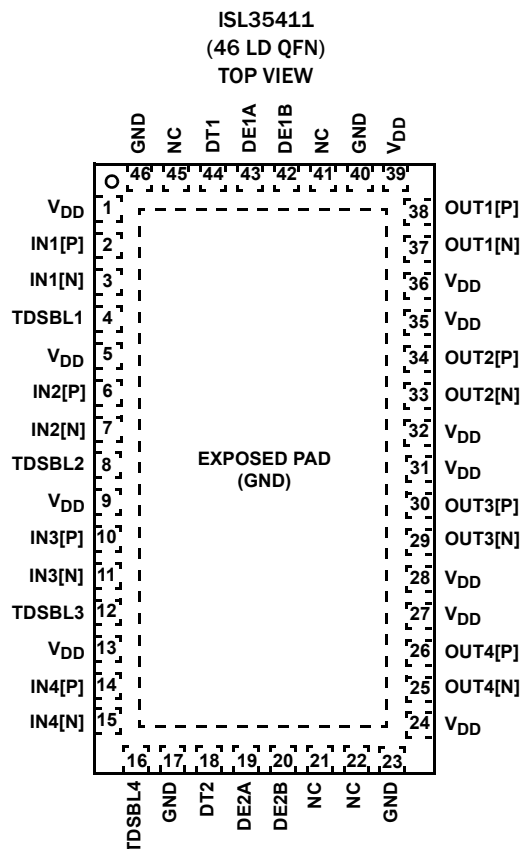 ISL35411
(46 LD QFN)
TOP VIEW
GND
NC
DT1
DE1A
DE1B
NC
GND
VDD
46 45 44 43 42 41 40 39
VDD 1
IN1[P] 2
IN1[N] 3
TDSBL1 4
VDD 5
IN2[P] 6
IN2[N] 7
TDSBL2 8
VDD 9
IN3[P] 10
IN3[N] 11
TDSBL3 12
VDD 13
IN4[P] 14
IN4[N] 15
EXPOSED PAD
(GND)
38 OUT1[P]
37 OUT1[N]
36 VDD
35 VDD
34 OUT2[P]
33 OUT2[N]
32 VDD
31 VDD
30 OUT3[P]
29 OUT3[N]
28 VDD
27 VDD
26 OUT4[P]
25 OUT4[N]
24 VDD
16 17 18 19 20 21 22 23
TDSBL4
GND
DT2
DE2A
DE2B
NC
NC
GND